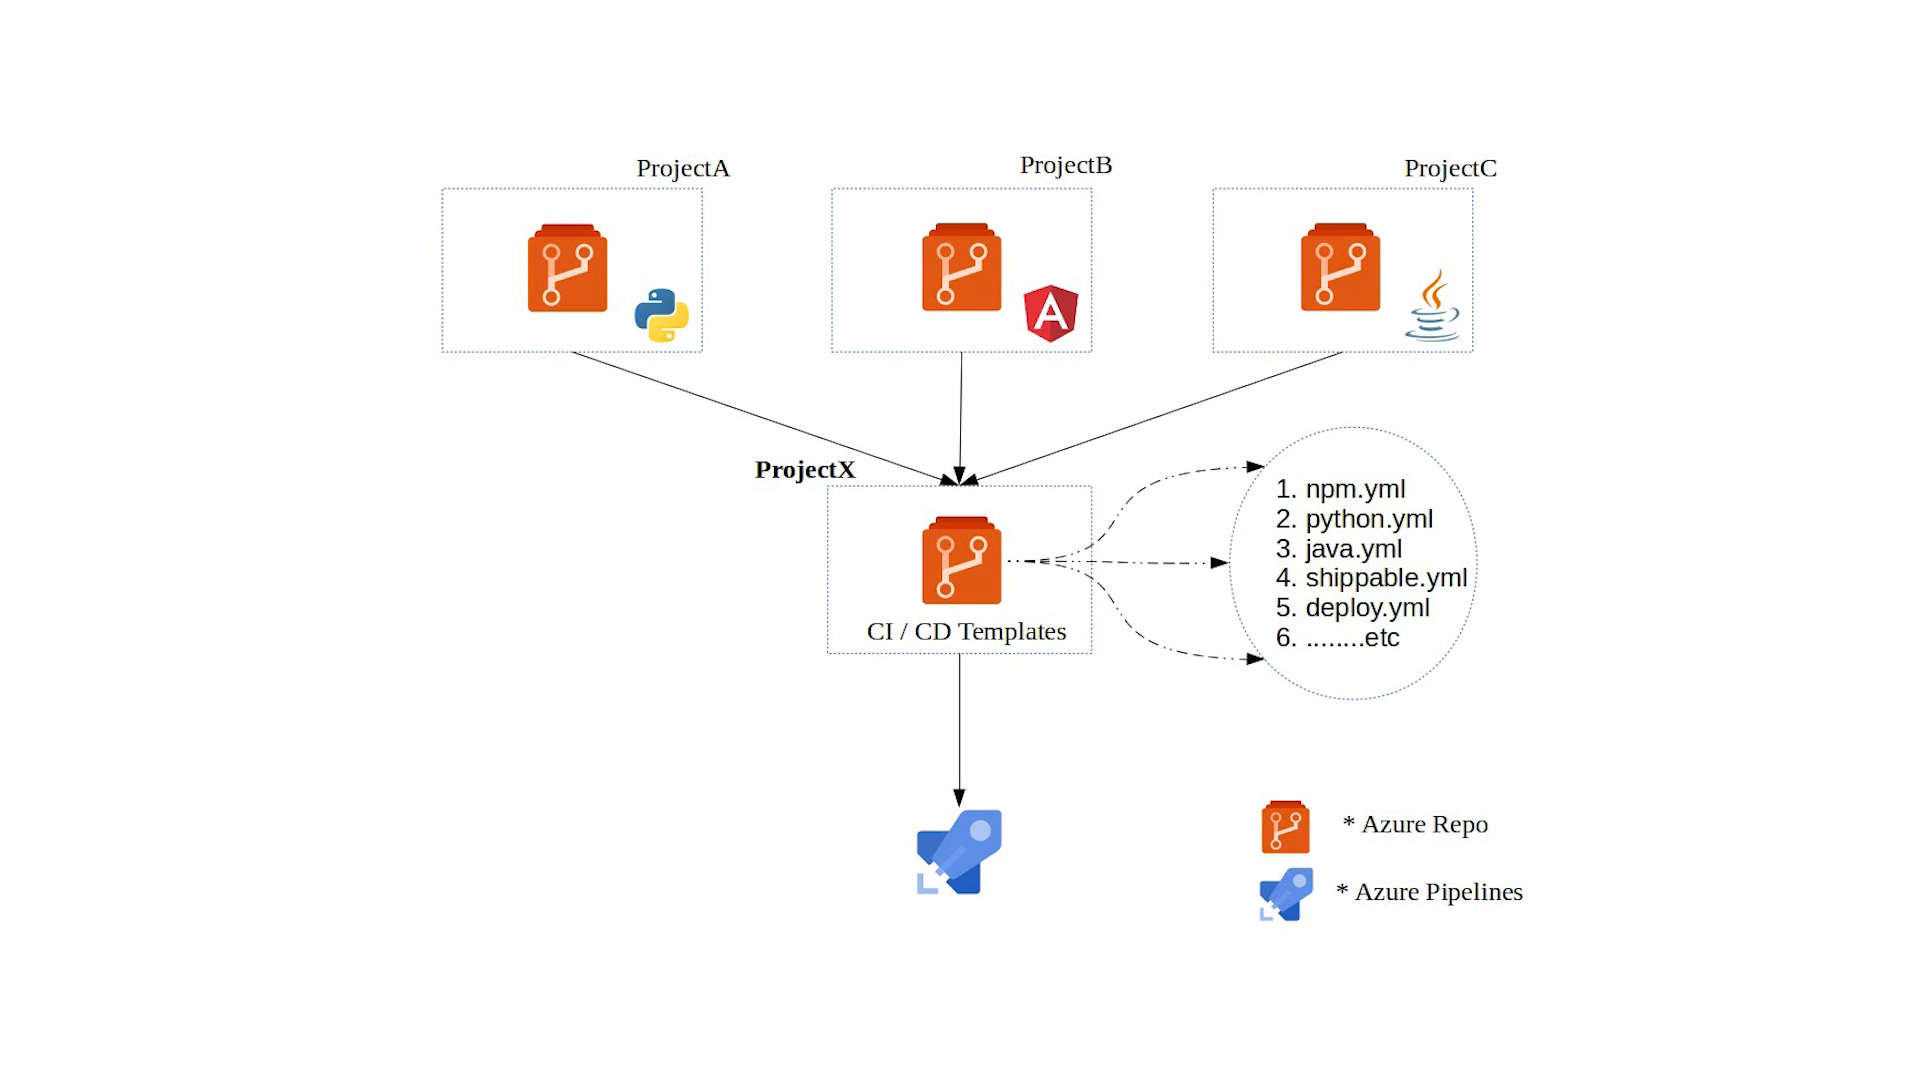 ProjectA
ProjectB
ProjectC
ProjectX
CI / CD Templates
1. npm.yml
2. python.yml
3. java.yml
4. shippable.yml
5. deploy.yml
6. ........etc
* Azure Repo
* Azure Pipelines